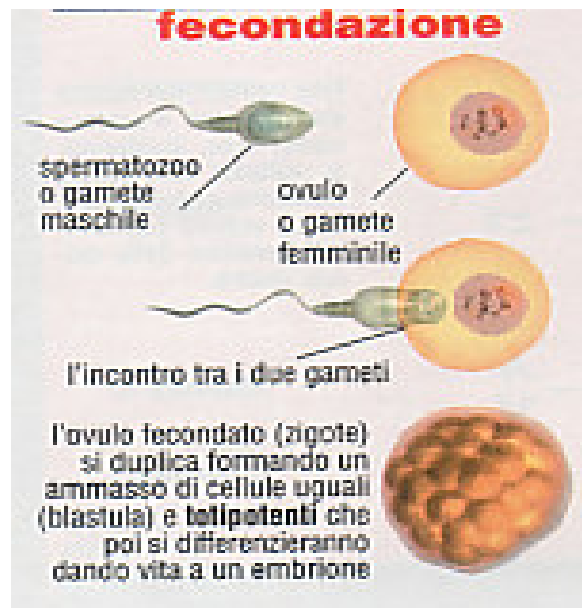 fecondazione
spermatozoo
o gamete
maschile
ovulo
o gamete
femminile
l'incontro tra i due gameti
l'ovulo fecondato (zigote)
si duplica formando un
ammasso di cellule uguali
(blastula) e totipotenti che
poi si differenzieranno
dando vita a un embrione